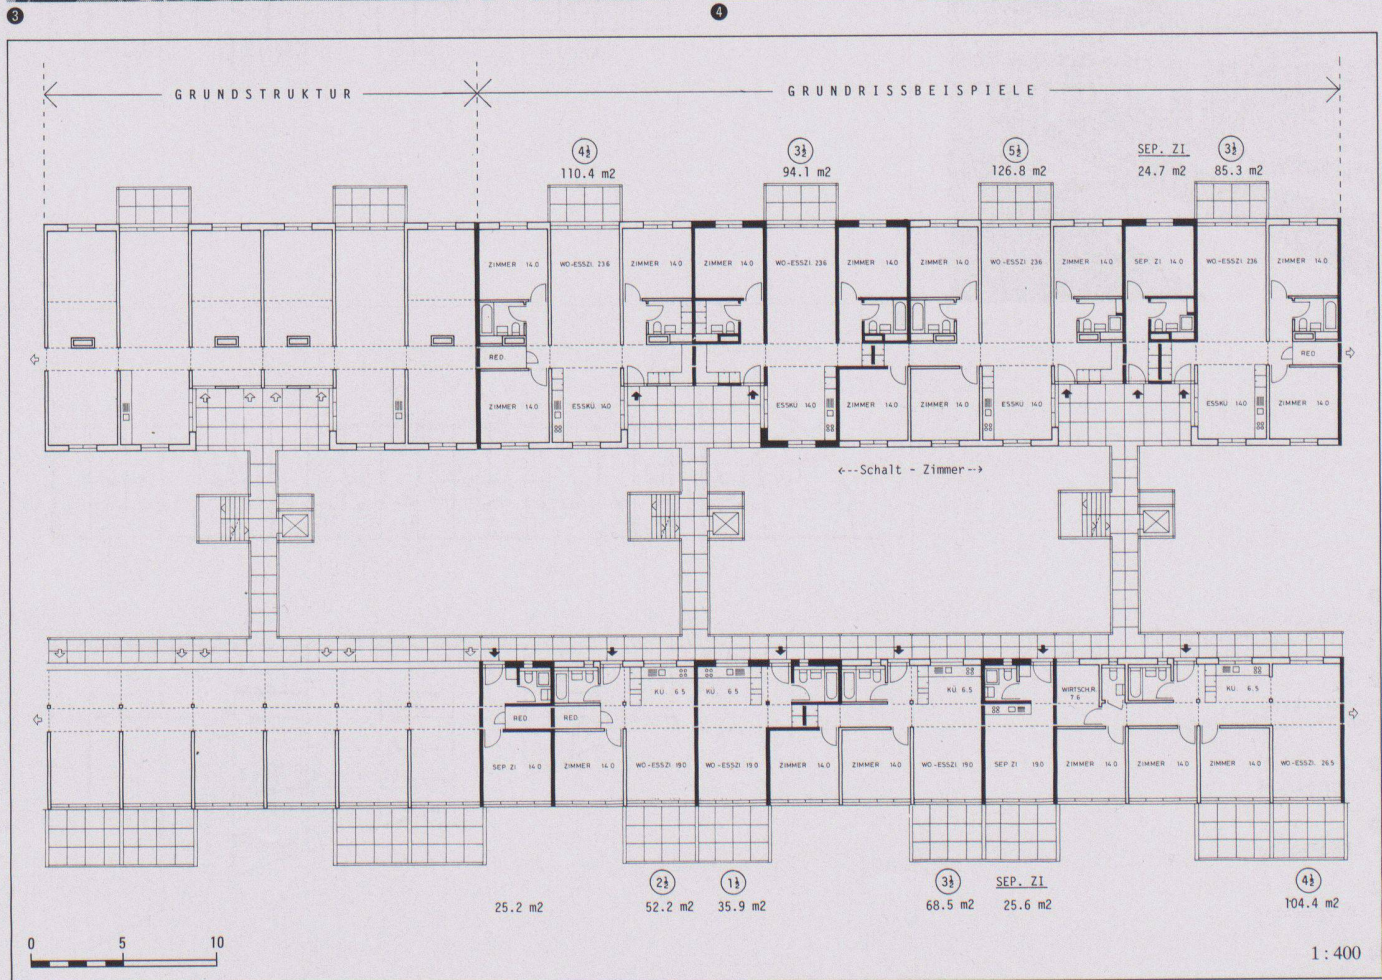 3
4
GRUNDSTRUKTUR
GRUNDRISSBEISPIELE
4½
3½
5½
SEP. ZI
3½
110.4 m2
94.1 m2
126.8 m2
24.7 m2
85.3 m2
ZIMMER 14.0
WO-ESSZI. 23.6
ZIMMER 14.0
ZIMMER 14.0
WO-ESSZI. 23.6
ZIMMER 14.0
ZIMMER 14.0
WO-ESSZI. 23.6
ZIMMER 14.0
SEP. ZI 14.0
WO-ESSZI. 23.6
ZIMMER 14.0
RED.
RED.
ZIMMER 14.0
ESSKÜ. 14.0
ESSKÜ. 14.0
ZIMMER 14.0
ZIMMER 14.0
ESSKÜ. 14.0
ESSKÜ. 14.0
ZIMMER 14.0
<--Schalt - Zimmer-->
KÜ. 6.5
KÜ. 6.5
KÜ. 6.5
WIRTSCH.R.
7.6
KÜ. 6.5
RED.
RED.
SEP. ZI 14.0
ZIMMER 14.0
WO-ESSZI. 19.0
WO-ESSZI. 19.0
ZIMMER 14.0
ZIMMER 14.0
WO-ESSZI. 19.0
SEP. ZI 19.0
ZIMMER 14.0
ZIMMER 14.0
ZIMMER 14.0
WO-ESSZI. 26.5
2½
1½
3½
SEP. ZI
4½
25.2 m2
52.2 m2
35.9 m2
68.5 m2
25.6 m2
104.4 m2
0 5 10
1 : 400